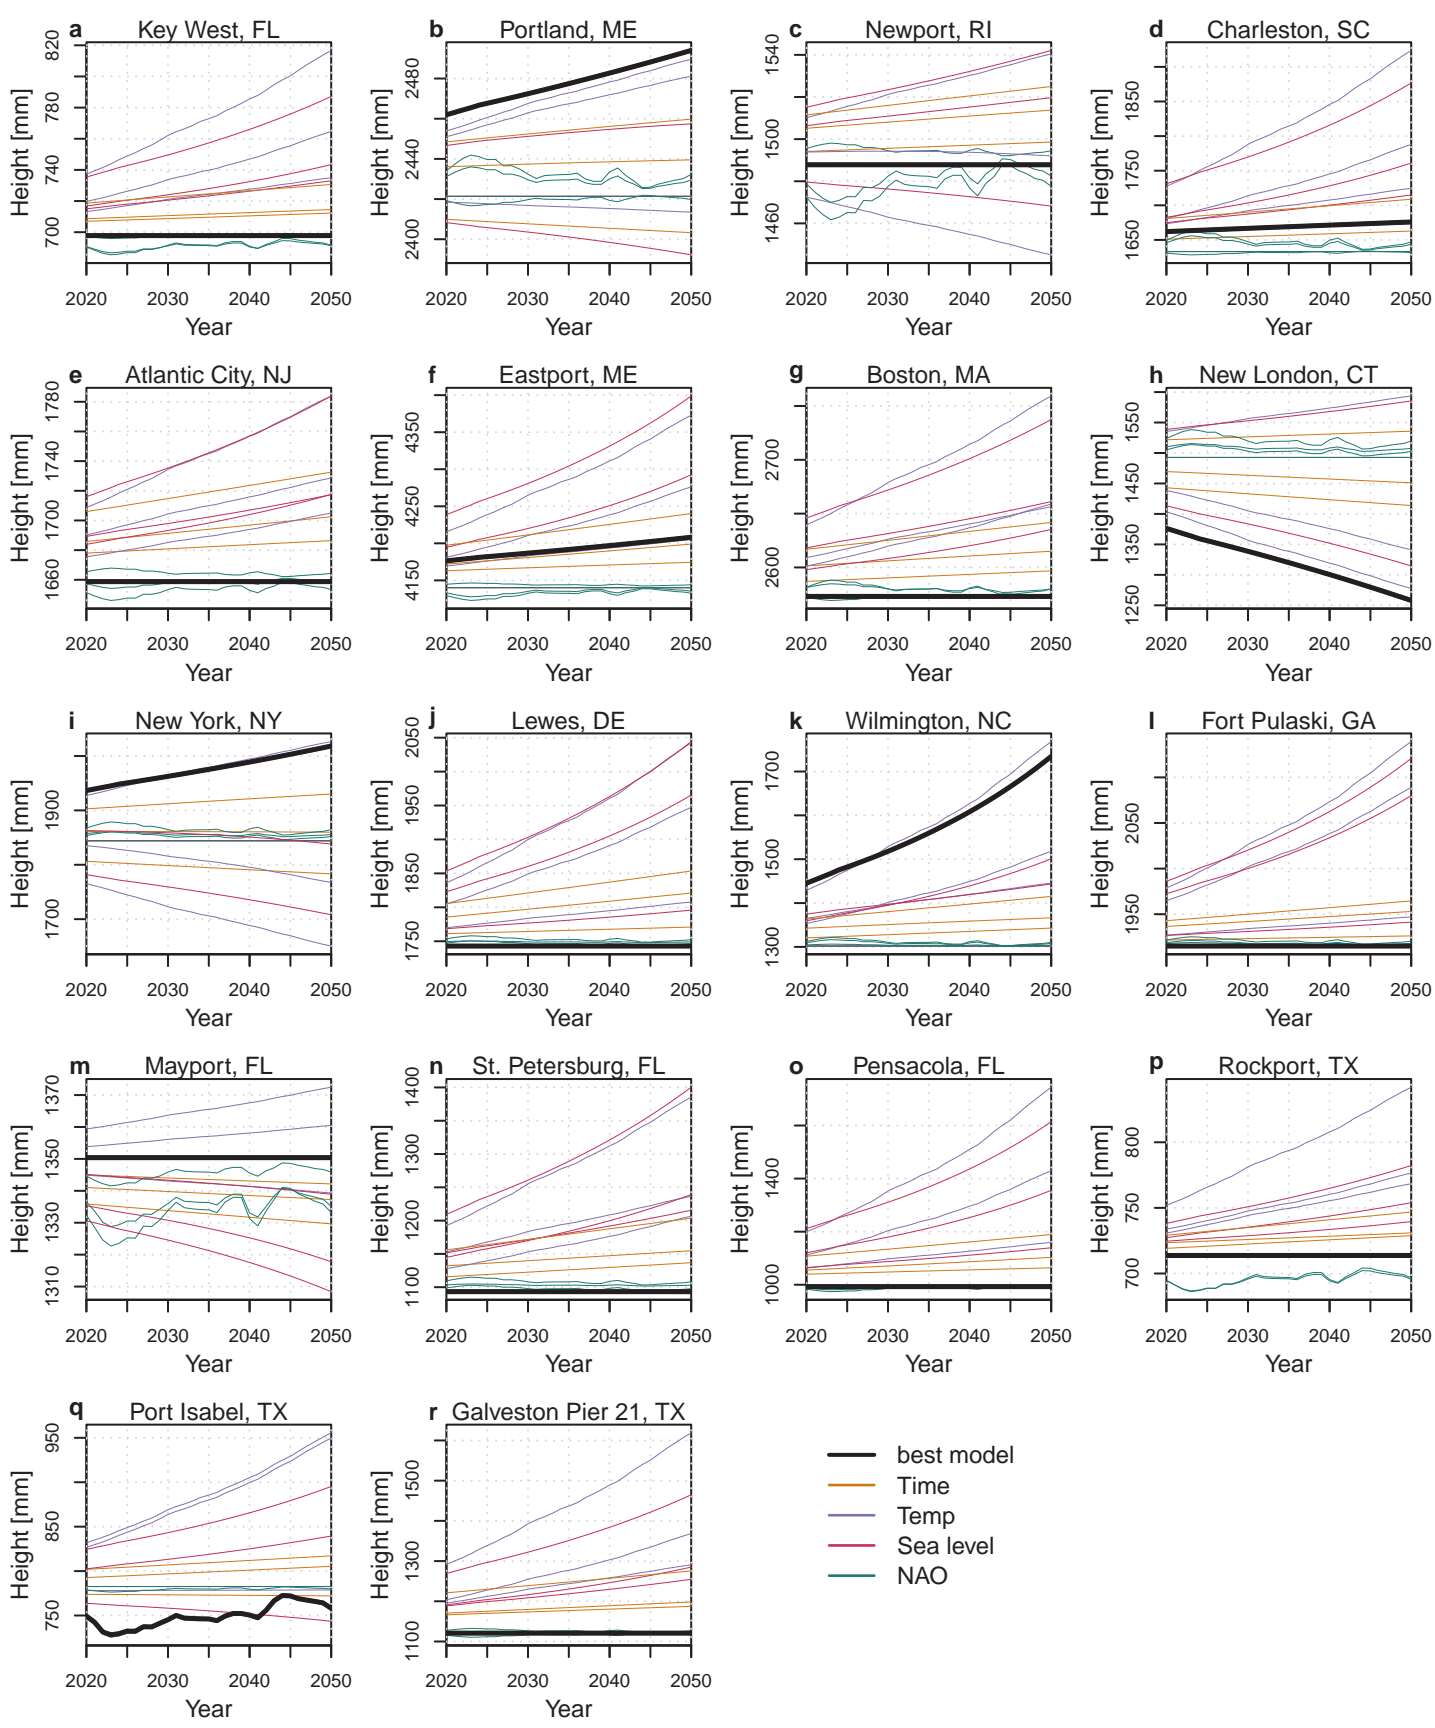 a Key West, FL
Height [mm]
820
780
740
700
2020 2030 2040 2050
Year
b Portland, ME
Height [mm]
2480
2440
2400
2020 2030 2040 2050
Year
c Newport, RI
Height [mm]
1540
1500
1460
2020 2030 2040 2050
Year
d Charleston, SC
Height [mm]
1850
1750
1650
2020 2030 2040 2050
Year
e Atlantic City, NJ
Height [mm]
1780
1740
1700
1660
2020 2030 2040 2050
Year
f Eastport, ME
Height [mm]
4350
4250
4150
2020 2030 2040 2050
Year
g Boston, MA
Height [mm]
2700
2600
2020 2030 2040 2050
Year
h New London, CT
Height [mm]
1550
1450
1350
1250
2020 2030 2040 2050
Year
i New York, NY
Height [mm]
1900
1700
2020 2030 2040 2050
Year
j Lewes, DE
Height [mm]
2050
1950
1850
1750
2020 2030 2040 2050
Year
k Wilmington, NC
Height [mm]
1700
1500
1300
2020 2030 2040 2050
Year
l Fort Pulaski, GA
Height [mm]
2050
1950
2020 2030 2040 2050
Year
m Mayport, FL
Height [mm]
1370
1350
1330
1310
2020 2030 2040 2050
Year
n St. Petersburg, FL
Height [mm]
1400
1300
1200
1100
2020 2030 2040 2050
Year
o Pensacola, FL
Height [mm]
1400
1000
2020 2030 2040 2050
Year
p Rockport, TX
Height [mm]
800
750
700
2020 2030 2040 2050
Year
q Port Isabel, TX
Height [mm]
950
850
750
2020 2030 2040 2050
Year
r Galveston Pier 21, TX
Height [mm]
1500
1300
1100
2020 2030 2040 2050
Year
best model
Time
Temp
Sea level
NAO